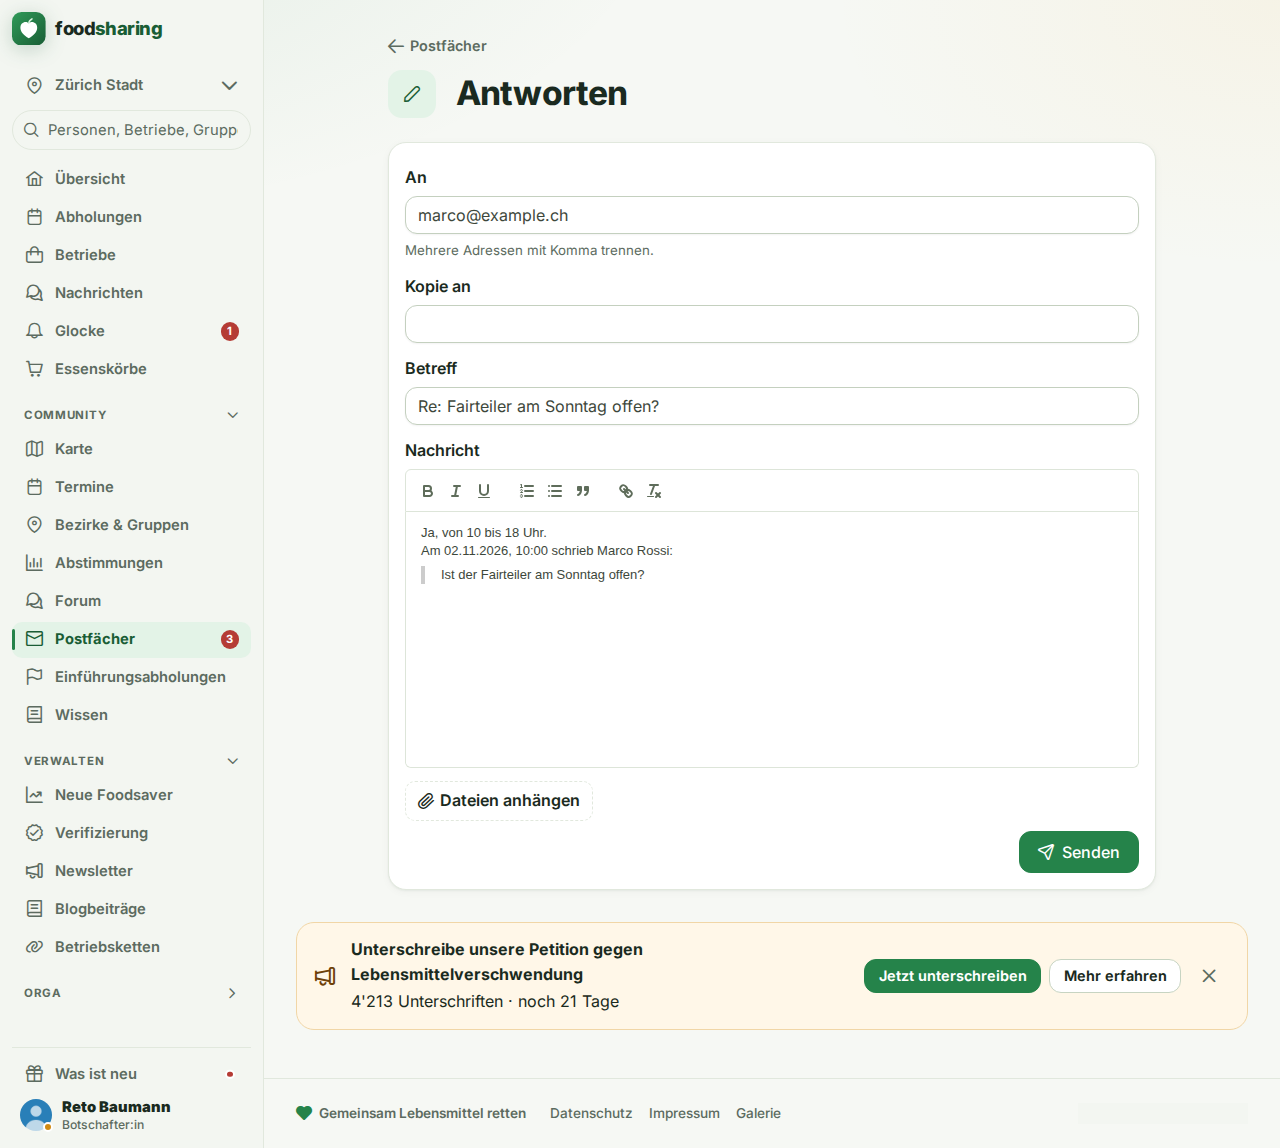 foodsharing
Zürich Stadt
Personen, Betriebe, Grupp
Übersicht
Abholungen
Betriebe
Nachrichten
Glocke 1
Essenskörbe
COMMUNITY
Karte
Termine
Bezirke & Gruppen
Abstimmungen
Forum
Postfächer 3
Einführungsabholungen
Wissen
VERWALTEN
Neue Foodsaver
Verifizierung
Newsletter
Blogbeiträge
Betriebsketten
ORGA
Was ist neu
Reto Baumann
Botschafter:in
Postfächer
Antworten
An
marco@example.ch
Mehrere Adressen mit Komma trennen.
Kopie an
Betreff
Re: Fairteiler am Sonntag offen?
Nachricht
Ja, von 10 bis 18 Uhr.
Am 02.11.2026, 10:00 schrieb Marco Rossi:
Ist der Fairteiler am Sonntag offen?
Dateien anhängen
Senden
Unterschreibe unsere Petition gegen
Lebensmittelverschwendung
4'213 Unterschriften · noch 21 Tage
Jetzt unterschreiben
Mehr erfahren
Gemeinsam Lebensmittel retten
Datenschutz
Impressum
Galerie